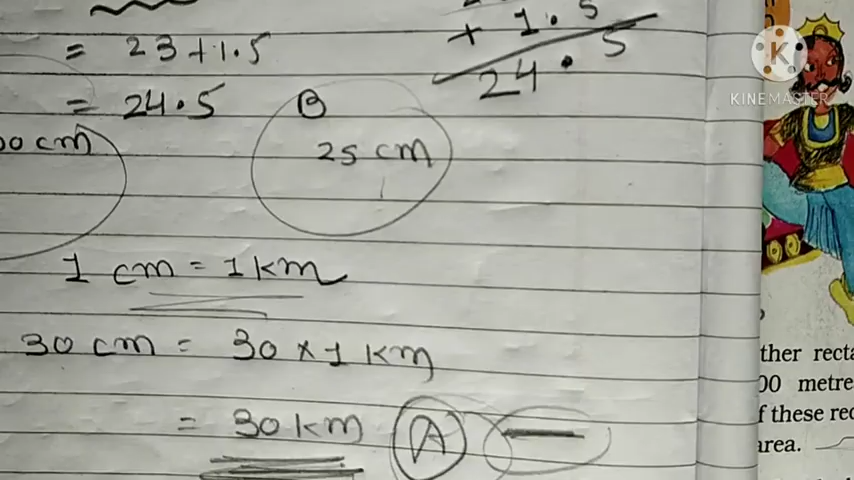 + 1.5
= 23+1.5
24.5
= 24.5
B
0 cm
25 cm
1 cm = 1 km
30 cm = 30 × 1 km
= 30 km
A
K
KINEMASTER
ther recta
00 metre
f these rec
area.